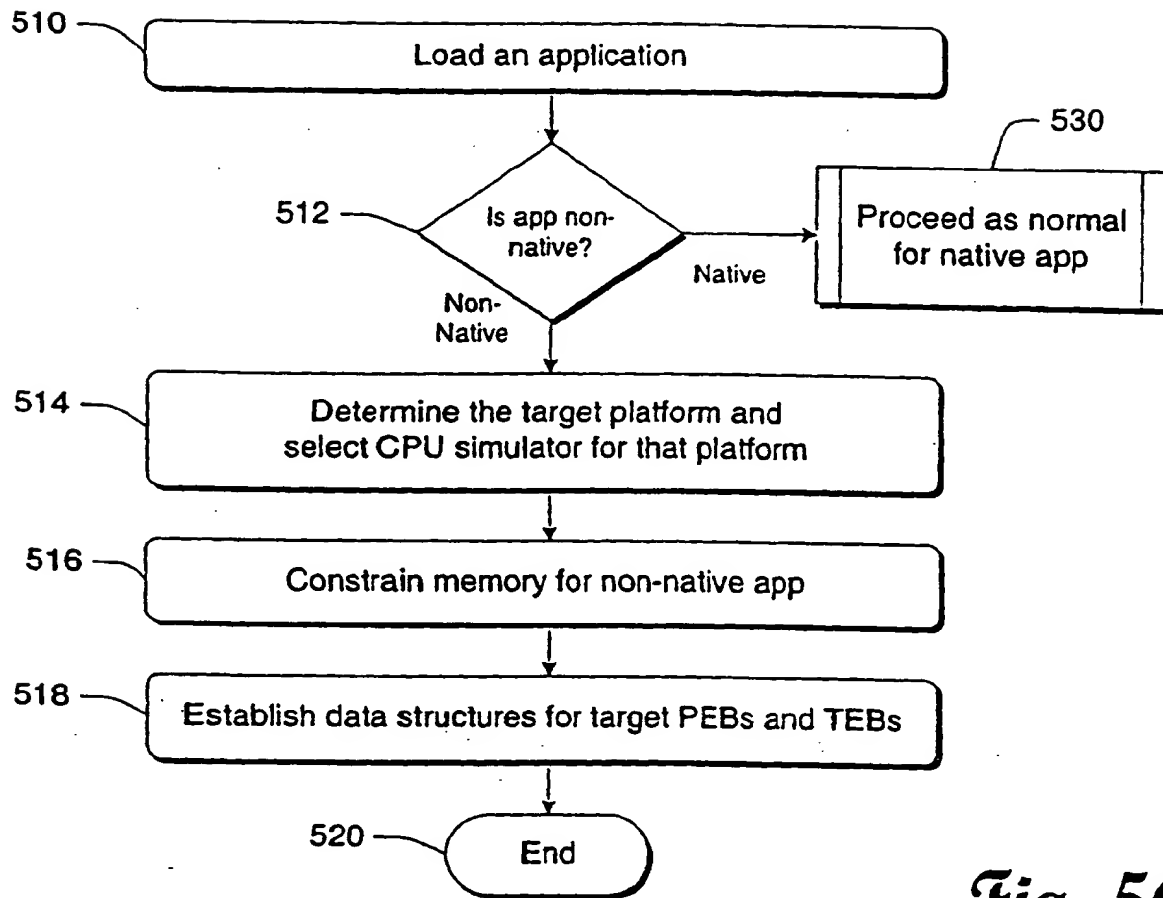 510
Load an application
530
512
Is app non-
native?
Proceed as normal
for native app
Native
Non-
Native
514
Determine the target platform and
select CPU simulator for that platform
516
Constrain memory for non-native app
518
Establish data structures for target PEBs and TEBs
520
End
Fig.